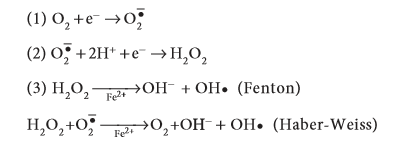 (1) O₂ + e⁻ → O₂•̄
(2) O₂•̄ + 2H⁺ + e⁻ → H₂O₂
(3) H₂O₂ —Fe²⁺→ OH⁻ + OH• (Fenton)
H₂O₂ + O₂•̄ —Fe²⁺→ O₂ + OH⁻ + OH• (Haber-Weiss)